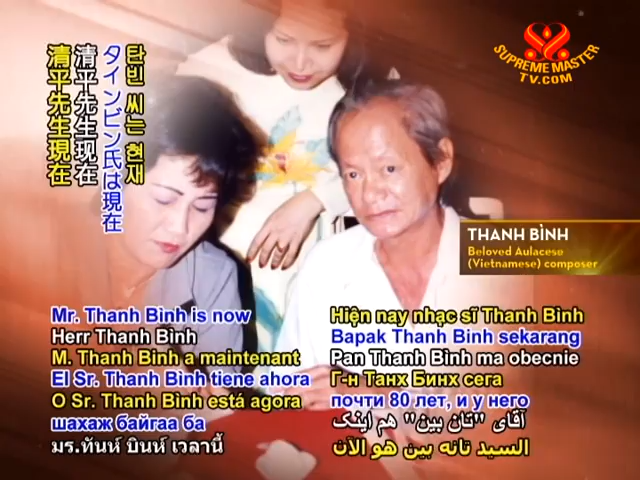 SUPREME MASTER
TV.COM
탄빈 씨는 현재
タインビン氏は現在
清平先生现在
清平先生現在
THANH BÌNH
Beloved Aulacese
(Vietnamese) composer
Mr. Thanh Bình is now
Herr Thanh Bình
M. Thanh Bình a maintenant
El Sr. Thanh Bình tiene ahora
O Sr. Thanh Bình está agora
шахаж байгаа ба
มร.ทันห์ บินห์ เวลานี้
Hiện nay nhạc sĩ Thanh Bình
Bapak Thanh Binh sekarang
Pan Thanh Bình ma obecnie
Г-н Танх Бинх сега
почти 80 лет, и у него
آقای "تان بین" هم اینک
السيد تانه بين هو الآن